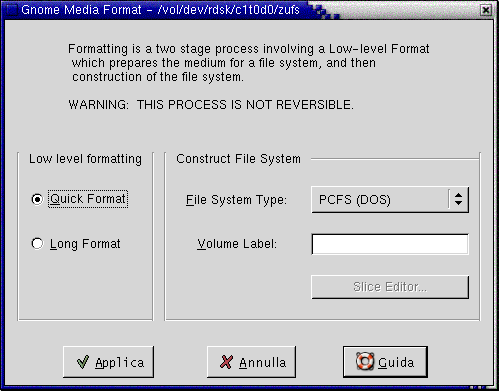 Gnome Media Format - /vol/dev/rdsk/c1t0d0/zufs
Formatting is a two stage process involving a Low-level Format
which prepares the medium for a file system, and then
construction of the file system.
WARNING: THIS PROCESS IS NOT REVERSIBLE.
Low level formatting
Quick Format
Long Format
Construct File System
File System Type:
PCFS (DOS)
Volume Label:
Slice Editor...
Applica
Annulla
Guida